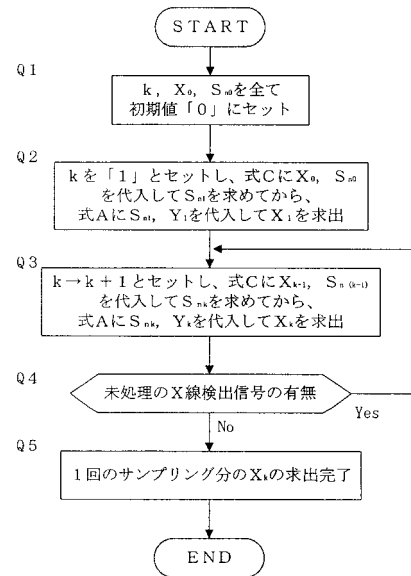 START
Q1
k, X₀, Sₙ₀を全て
初期値「0」にセット
Q2
kを「1」とセットし、式CにX₀, Sₙ₀
を代入してSₙ₁を求めてから、
式AにSₙ₁, Y₁を代入してX₁を求出
Q3
k→k+1とセットし、式CにXₖ₋₁, Sₙ₍ₖ₋₁₎
を代入してSₙₖを求めてから、
式AにSₙₖ, Yₖを代入してXₖを求出
Q4
未処理のX線検出信号の有無
Yes
No
Q5
1回のサンプリング分のXₖの求出完了
END